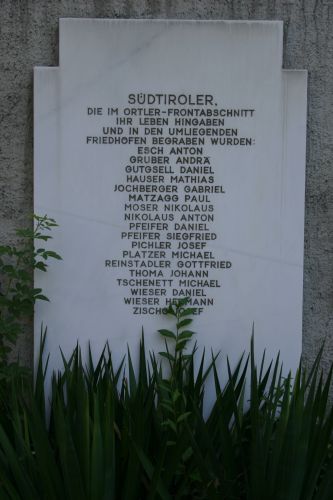 SÜDTIROLER,
DIE IM ORTLER-FRONTABSCHNITT
IHR LEBEN HINGABEN
UND IN DEN UMLIEGENDEN
FRIEDHÖFEN BEGRABEN WURDEN:
ESCH ANTON
GRUBER ANDRÄ
GUTGSELL DANIEL
HAUSER MATHIAS
JOCHBERGER GABRIEL
MATZAGG PAUL
MOSER NIKOLAUS
NIKOLAUS ANTON
PFEIFER DANIEL
PFEIFER SIEGFRIED
PICHLER JOSEF
PLATZER MICHAEL
REINSTADLER GOTTFRIED
THOMA JOHANN
TSCHENETT MICHAEL
WIESER DANIEL
WIESER HERMANN